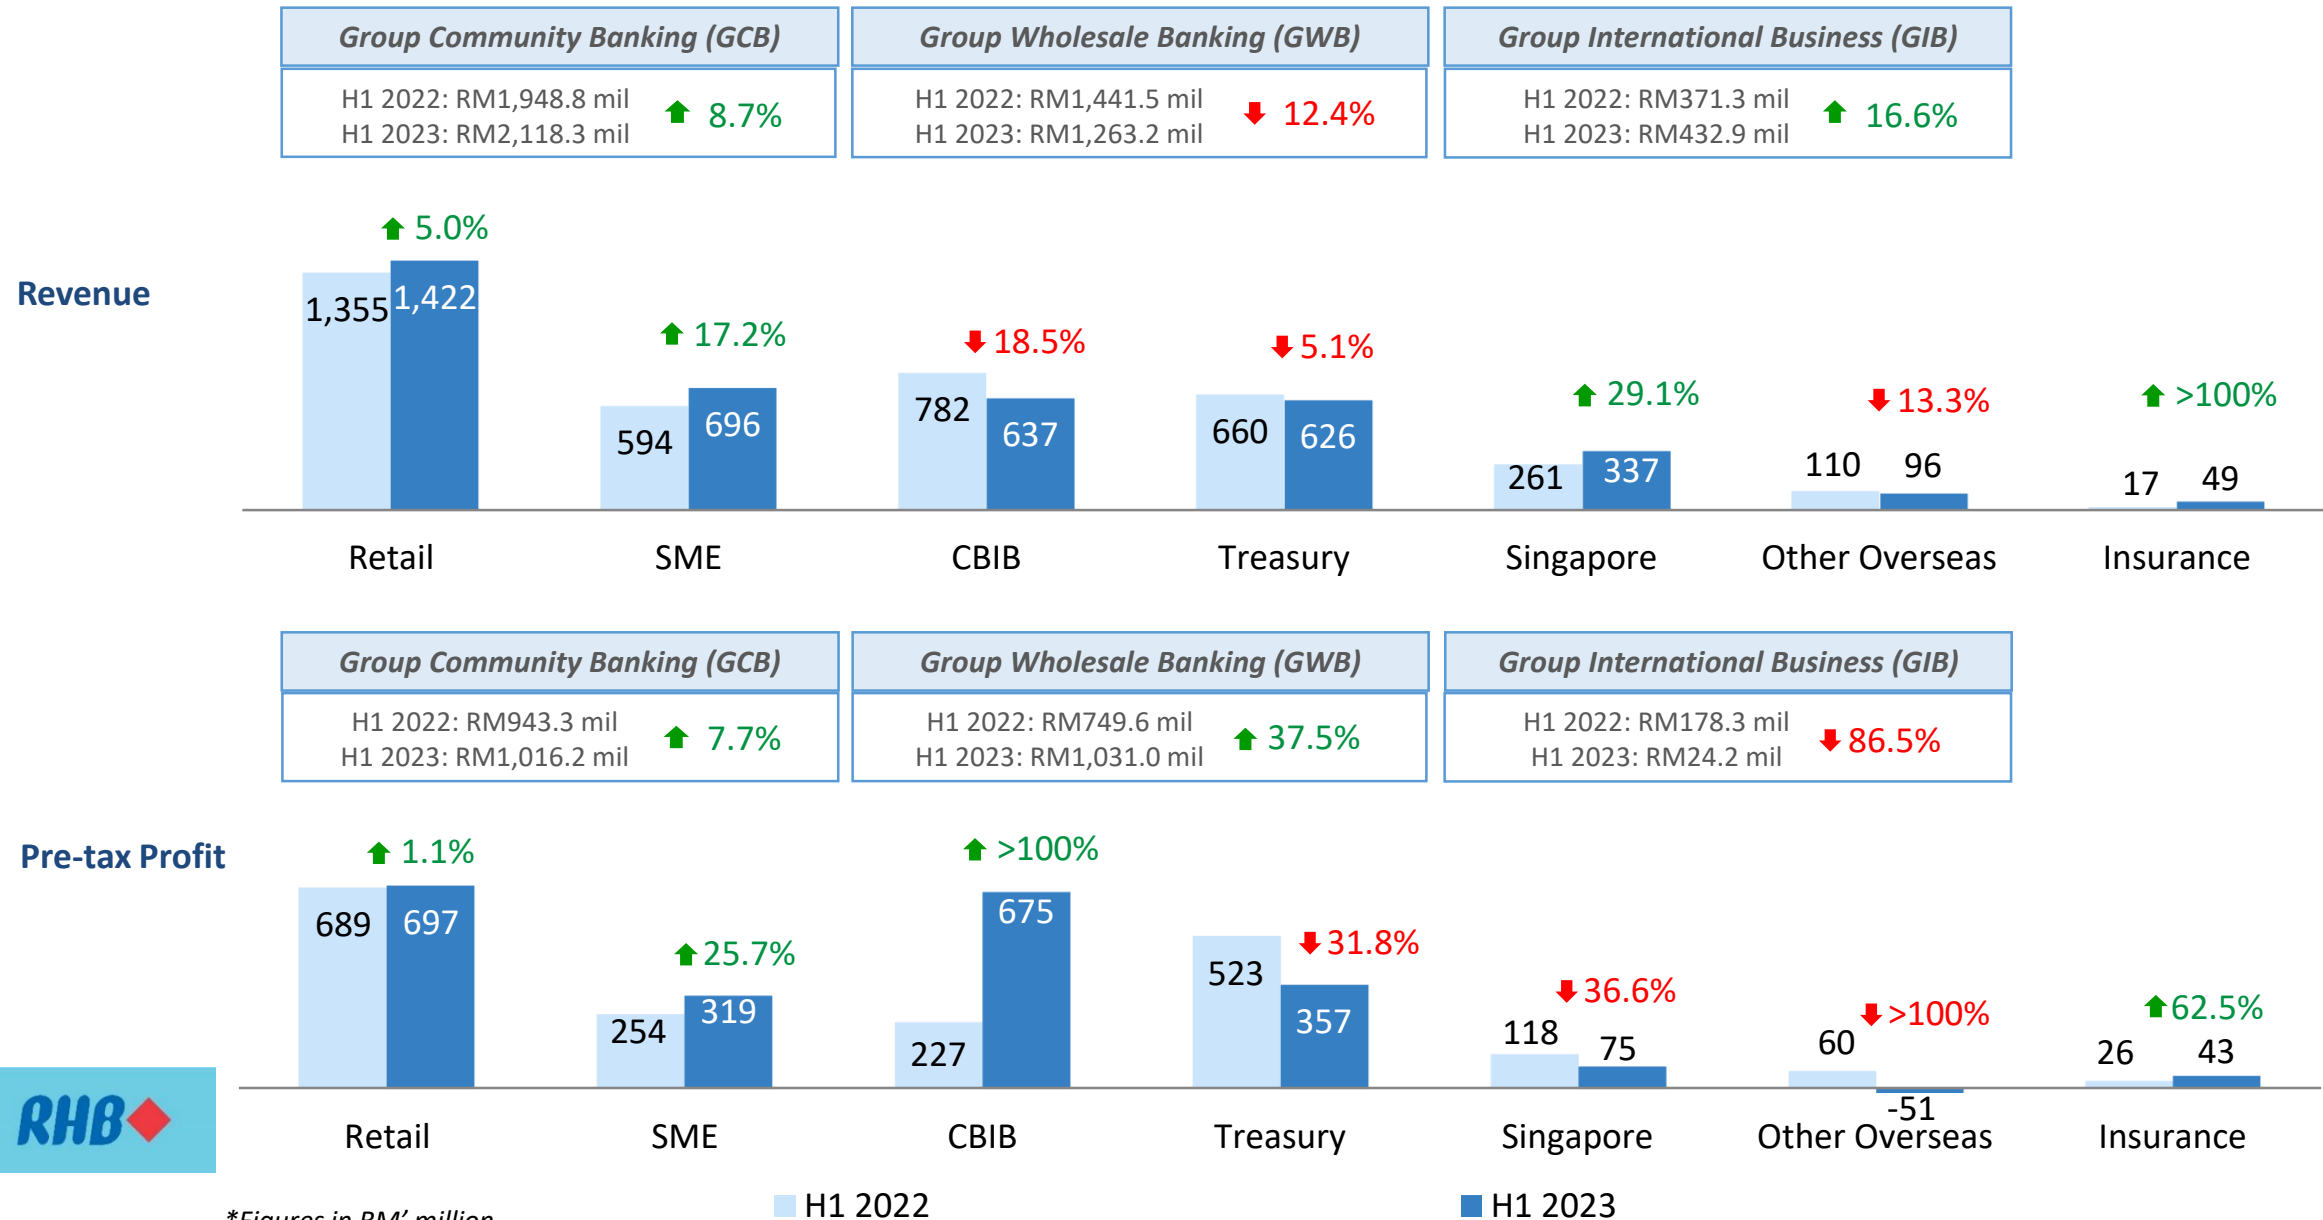 Group Community Banking (GCB)
H1 2022: RM1,948.8 mil
H1 2023: RM2,118.3 mil
8.7%
Group Wholesale Banking (GWB)
H1 2022: RM1,441.5 mil
H1 2023: RM1,263.2 mil
12.4%
Group International Business (GIB)
H1 2022: RM371.3 mil
H1 2023: RM432.9 mil
16.6%
Revenue
5.0%
1,355
1,422
17.2%
594
696
18.5%
782
637
5.1%
660
626
29.1%
261
337
13.3%
110
96
>100%
17
49
Retail
SME
CBIB
Treasury
Singapore
Other Overseas
Insurance
Group Community Banking (GCB)
H1 2022: RM943.3 mil
H1 2023: RM1,016.2 mil
7.7%
Group Wholesale Banking (GWB)
H1 2022: RM749.6 mil
H1 2023: RM1,031.0 mil
37.5%
Group International Business (GIB)
H1 2022: RM178.3 mil
H1 2023: RM24.2 mil
86.5%
Pre-tax Profit
1.1%
689
697
25.7%
254
319
>100%
227
675
31.8%
523
357
36.6%
118
75
>100%
60
-51
62.5%
26
43
Retail
SME
CBIB
Treasury
Singapore
Other Overseas
Insurance
RHB
*Figures in RM' million
H1 2022
H1 2023